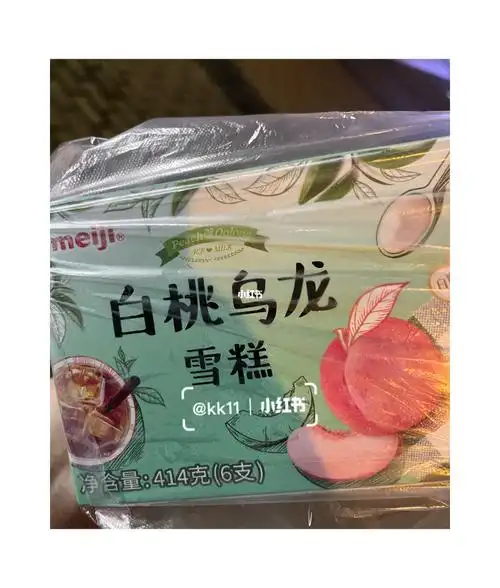 meiji®
Peach Oolong
白桃乌龙
小红书
雪糕
@kk11 | 小红书
净含量:414克(6支)